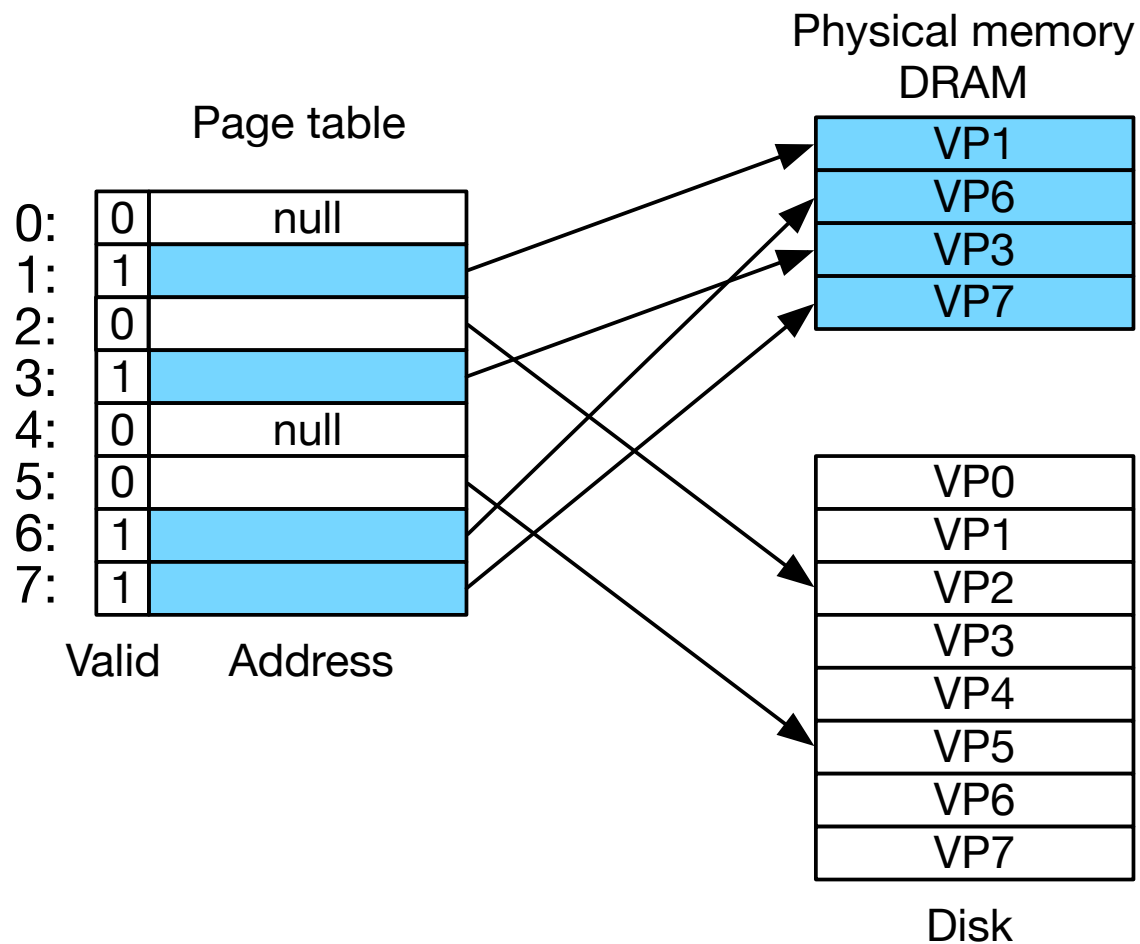 Physical memory
DRAM
Page table
0: 0 null
1: 1
2: 0
3: 1
4: 0 null
5: 0
6: 1
7: 1
Valid Address
VP1
VP6
VP3
VP7
VP0
VP1
VP2
VP3
VP4
VP5
VP6
VP7
Disk